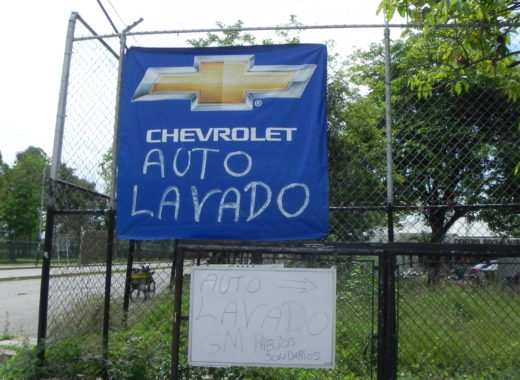 CHEVROLET
AUTO
LAVADO
AUTO →
LAVADO
GM PRECIOS
SOLIDARIOS